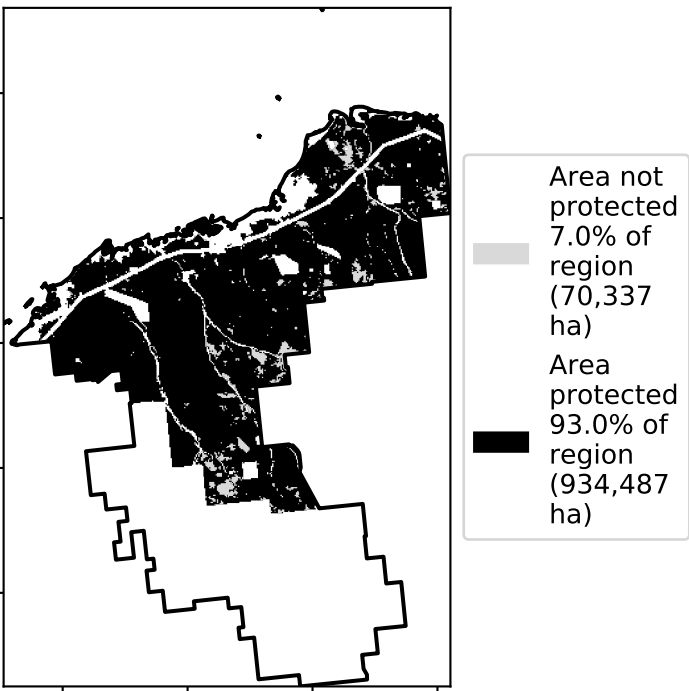 Area not
protected
7.0% of
region
(70,337
ha)
Area
protected
93.0% of
region
(934,487
ha)